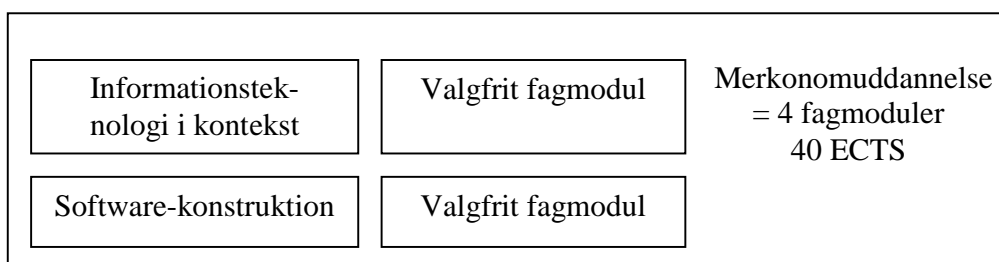 Informationstek-
nologi i kontekst
Valgfrit fagmodul
Merkonomuddannelse
= 4 fagmoduler
40 ECTS
Software-konstruktion
Valgfrit fagmodul